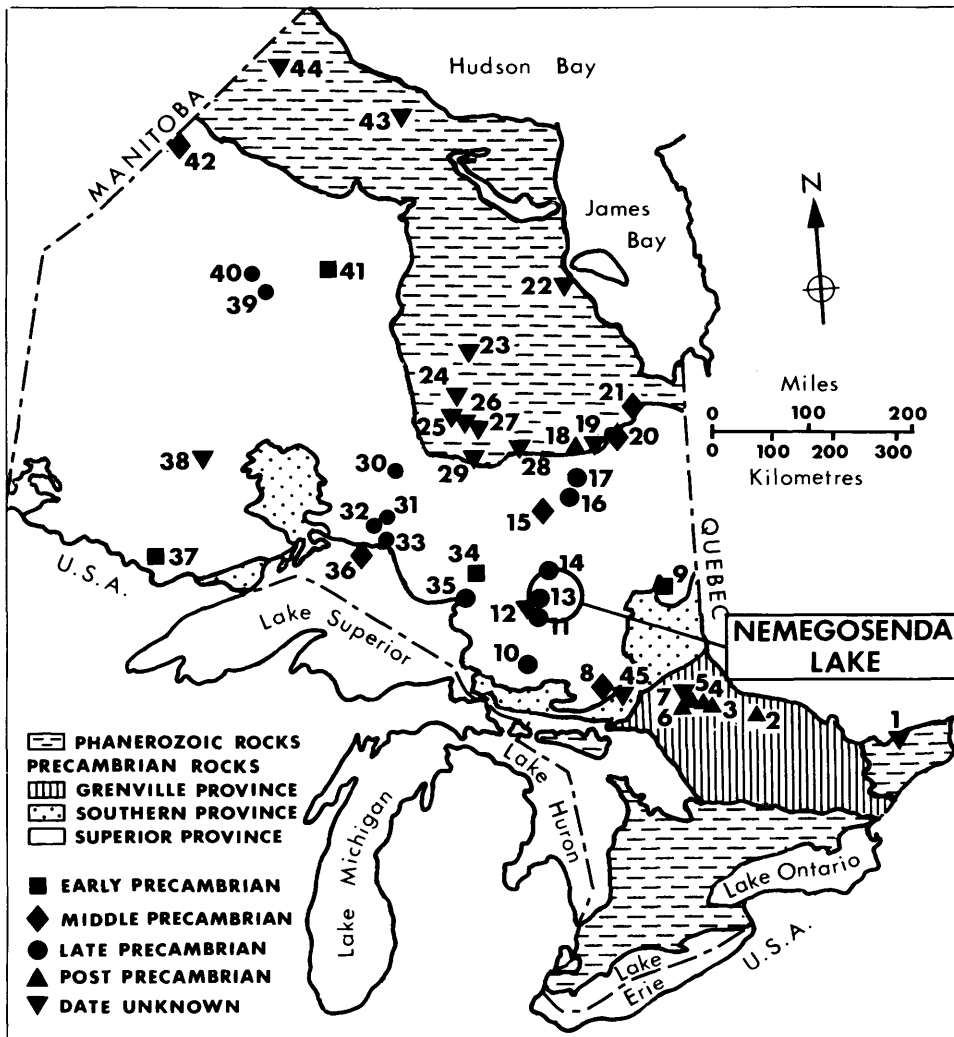 Hudson Bay
44
43
MANITOBA
42
N
James
Bay
40
41
39
22
23
Miles
0 100 200
0 100 200 300
Kilometres
24
21
26
25
27
18
19
20
28
29
38
30
17
16
31
32
15
33
QUEBEC
37
36
34
14
9
U.S.A.
35
13
12
11
NEMEGOSENDA
LAKE
Lake Superior
10
8
45
7
5
4
6
3
2
1
PHANEROZOIC ROCKS
PRECAMBRIAN ROCKS
GRENVILLE PROVINCE
SOUTHERN PROVINCE
SUPERIOR PROVINCE
Lake Michigan
Lake Huron
Lake Ontario
EARLY PRECAMBRIAN
MIDDLE PRECAMBRIAN
LATE PRECAMBRIAN
POST PRECAMBRIAN
DATE UNKNOWN
Lake
Erie
U.S.A.